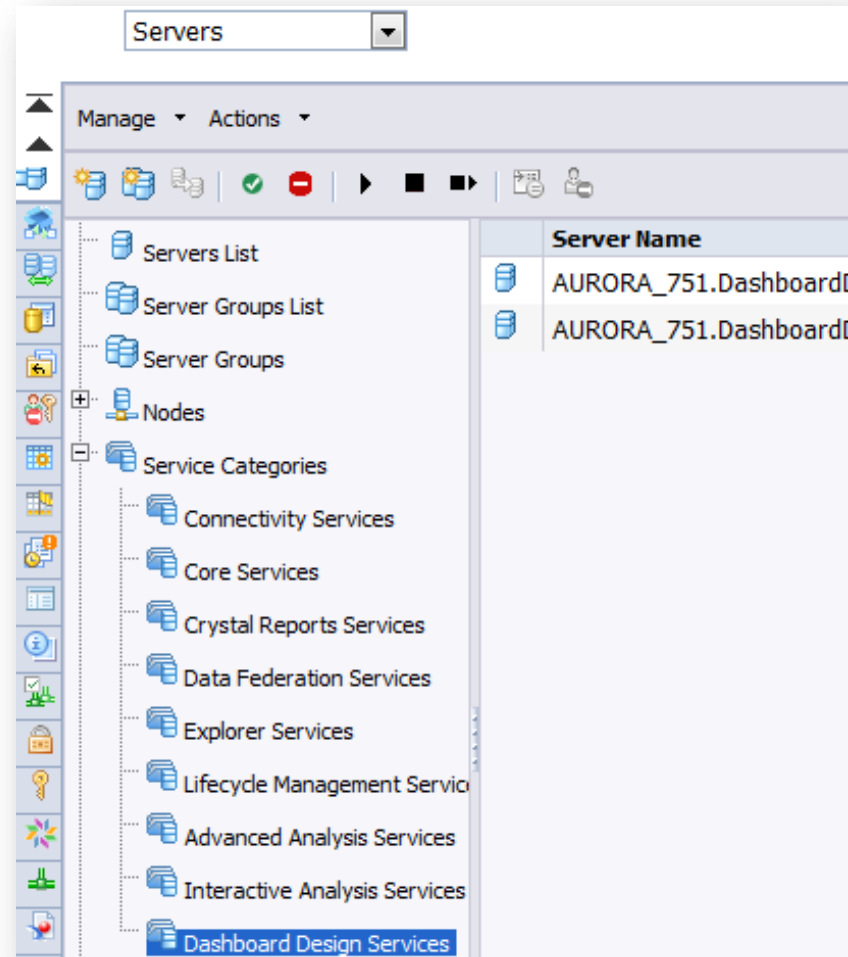 Servers
Manage Actions
Servers List
Server Groups List
Server Groups
Nodes
Service Categories
Connectivity Services
Core Services
Crystal Reports Services
Data Federation Services
Explorer Services
Lifecycle Management Servic
Advanced Analysis Services
Interactive Analysis Services
Dashboard Design Services
Server Name
AURORA_751.Dashboard
AURORA_751.Dashboard